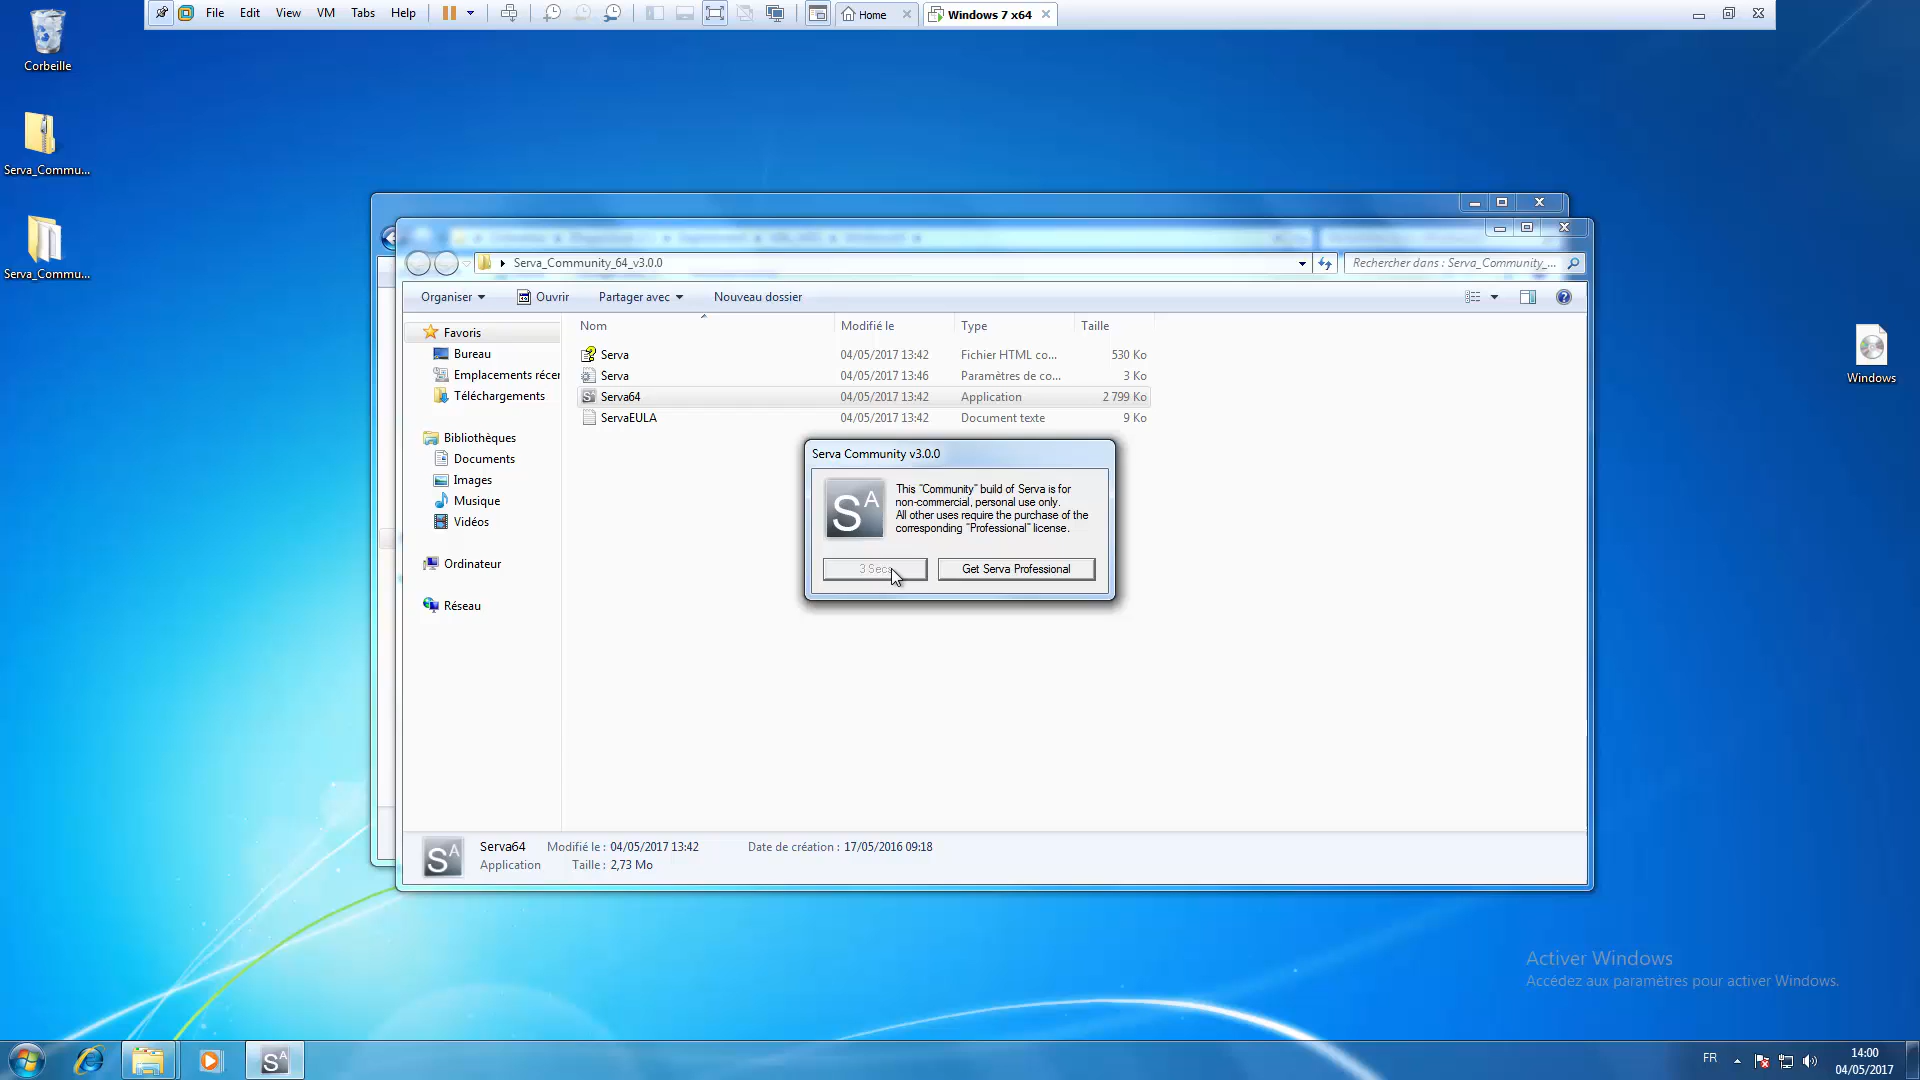 File Edit View VM Tabs Help Home Windows 7 x64
Corbeille
Serva_Commu...
Serva_Commu...
Windows
Serva_Community_64_v3.0.0
Rechercher dans : Serva_Community_...
Organiser Ouvrir Partager avec Nouveau dossier
Favoris
Bureau
Emplacements récer
Téléchargements
Bibliothèques
Documents
Images
Musique
Vidéos
Ordinateur
Réseau
Nom Modifié le Type Taille
Serva 04/05/2017 13:42 Fichier HTML co... 530 Ko
Serva 04/05/2017 13:46 Paramètres de co... 3 Ko
Serva64 04/05/2017 13:42 Application 2 799 Ko
ServaEULA 04/05/2017 13:42 Document texte 9 Ko
Serva Community v3.0.0
SA
This "Community" build of Serva is for
non-commercial, personal use only.
All other uses require the purchase of the
corresponding "Professional" license.
3 Sec
Get Serva Professional
SA
Serva64 Modifié le : 04/05/2017 13:42 Date de création : 17/05/2016 09:18
Application Taille : 2,73 Mo
Activer Windows
Accédez aux paramètres pour activer Windows.
SA
FR
14:00
04/05/2017